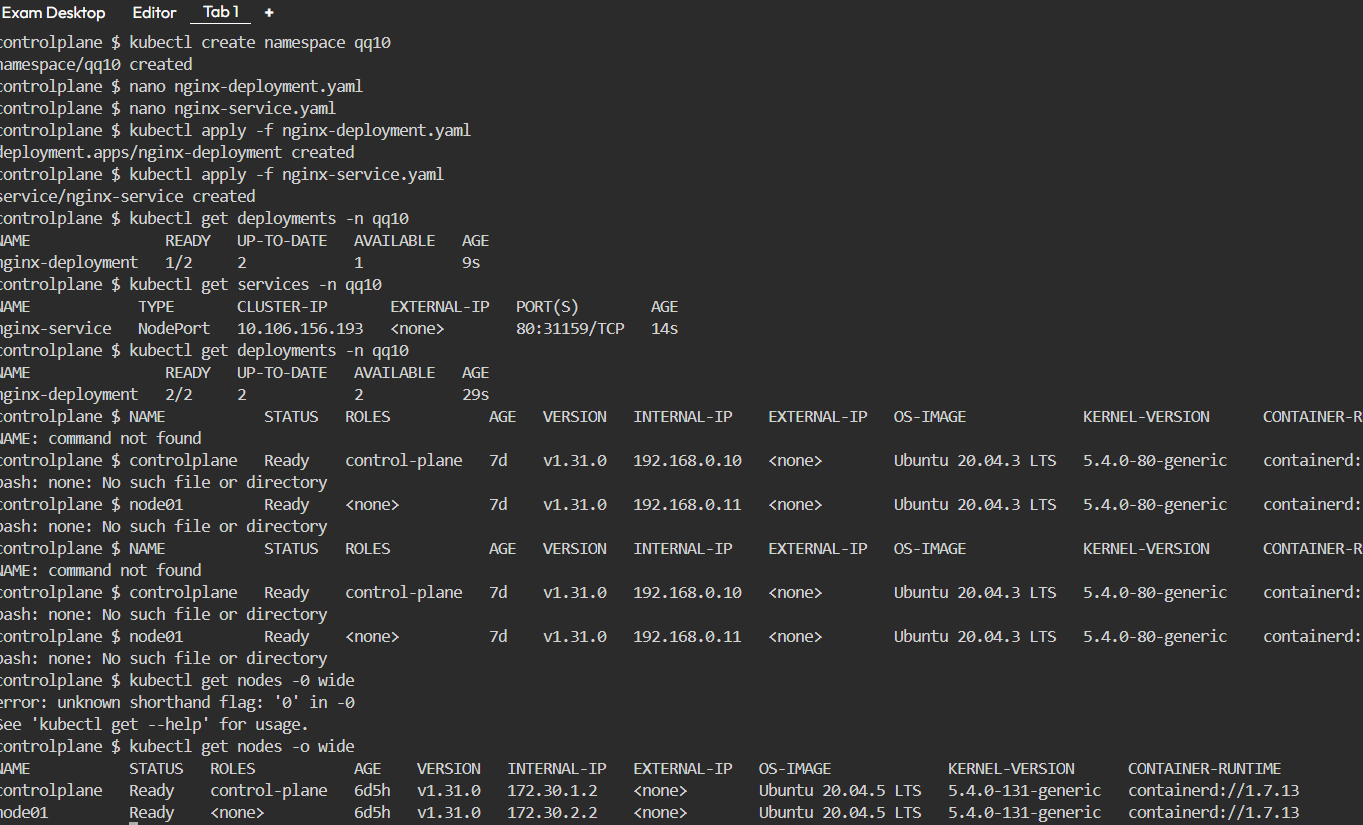 Exam Desktop Editor Tab 1 +
controlplane $ kubectl create namespace qq10
namespace/qq10 created
controlplane $ nano nginx-deployment.yaml
controlplane $ nano nginx-service.yaml
controlplane $ kubectl apply -f nginx-deployment.yaml
deployment.apps/nginx-deployment created
controlplane $ kubectl apply -f nginx-service.yaml
service/nginx-service created
controlplane $ kubectl get deployments -n qq10
NAME READY UP-TO-DATE AVAILABLE AGE
nginx-deployment 1/2 2 1 9s
controlplane $ kubectl get services -n qq10
NAME TYPE CLUSTER-IP EXTERNAL-IP PORT(S) AGE
nginx-service NodePort 10.106.156.193 <none> 80:31159/TCP 14s
controlplane $ kubectl get deployments -n qq10
NAME READY UP-TO-DATE AVAILABLE AGE
nginx-deployment 2/2 2 2 29s
controlplane $ NAME STATUS ROLES AGE VERSION INTERNAL-IP EXTERNAL-IP OS-IMAGE KERNEL-VERSION CONTAINER-R
NAME: command not found
controlplane $ controlplane Ready control-plane 7d v1.31.0 192.168.0.10 <none> Ubuntu 20.04.3 LTS 5.4.0-80-generic containerd:
bash: none: No such file or directory
controlplane $ node01 Ready <none> 7d v1.31.0 192.168.0.11 <none> Ubuntu 20.04.3 LTS 5.4.0-80-generic containerd:
bash: none: No such file or directory
controlplane $ NAME STATUS ROLES AGE VERSION INTERNAL-IP EXTERNAL-IP OS-IMAGE KERNEL-VERSION CONTAINER-R
NAME: command not found
controlplane $ controlplane Ready control-plane 7d v1.31.0 192.168.0.10 <none> Ubuntu 20.04.3 LTS 5.4.0-80-generic containerd:
bash: none: No such file or directory
controlplane $ node01 Ready <none> 7d v1.31.0 192.168.0.11 <none> Ubuntu 20.04.3 LTS 5.4.0-80-generic containerd:
bash: none: No such file or directory
controlplane $ kubectl get nodes -0 wide
error: unknown shorthand flag: '0' in -0
See 'kubectl get --help' for usage.
controlplane $ kubectl get nodes -o wide
NAME STATUS ROLES AGE VERSION INTERNAL-IP EXTERNAL-IP OS-IMAGE KERNEL-VERSION CONTAINER-RUNTIME
controlplane Ready control-plane 6d5h v1.31.0 172.30.1.2 <none> Ubuntu 20.04.5 LTS 5.4.0-131-generic containerd://1.7.13
node01 Ready <none> 6d5h v1.31.0 172.30.2.2 <none> Ubuntu 20.04.5 LTS 5.4.0-131-generic containerd://1.7.13